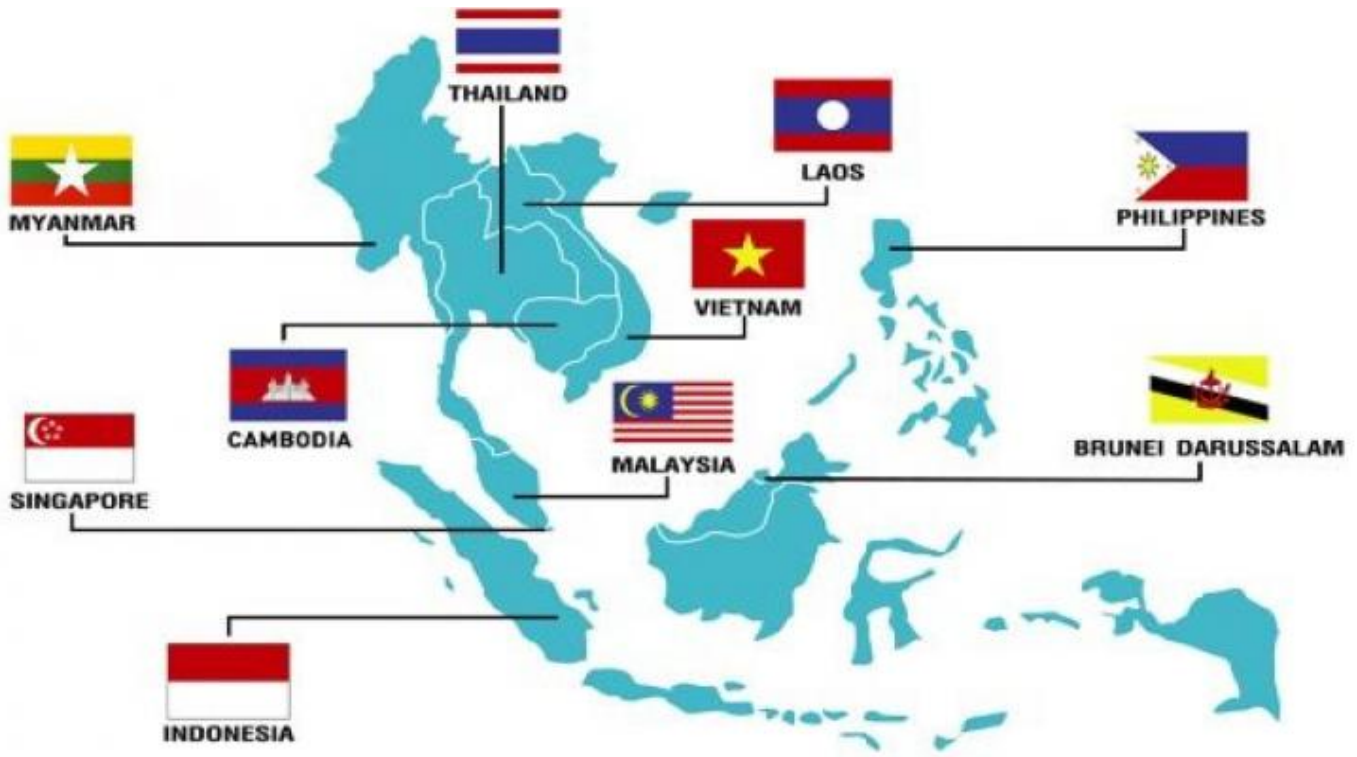 THAILAND
LAOS
MYANMAR
PHILIPPINES
VIETNAM
CAMBODIA
MALAYSIA
BRUNEI DARUSSALAM
SINGAPORE
INDONESIA